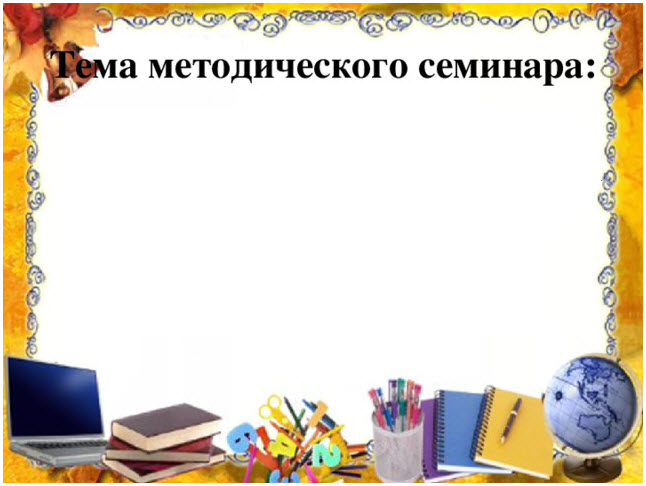 Тема методического семинара: